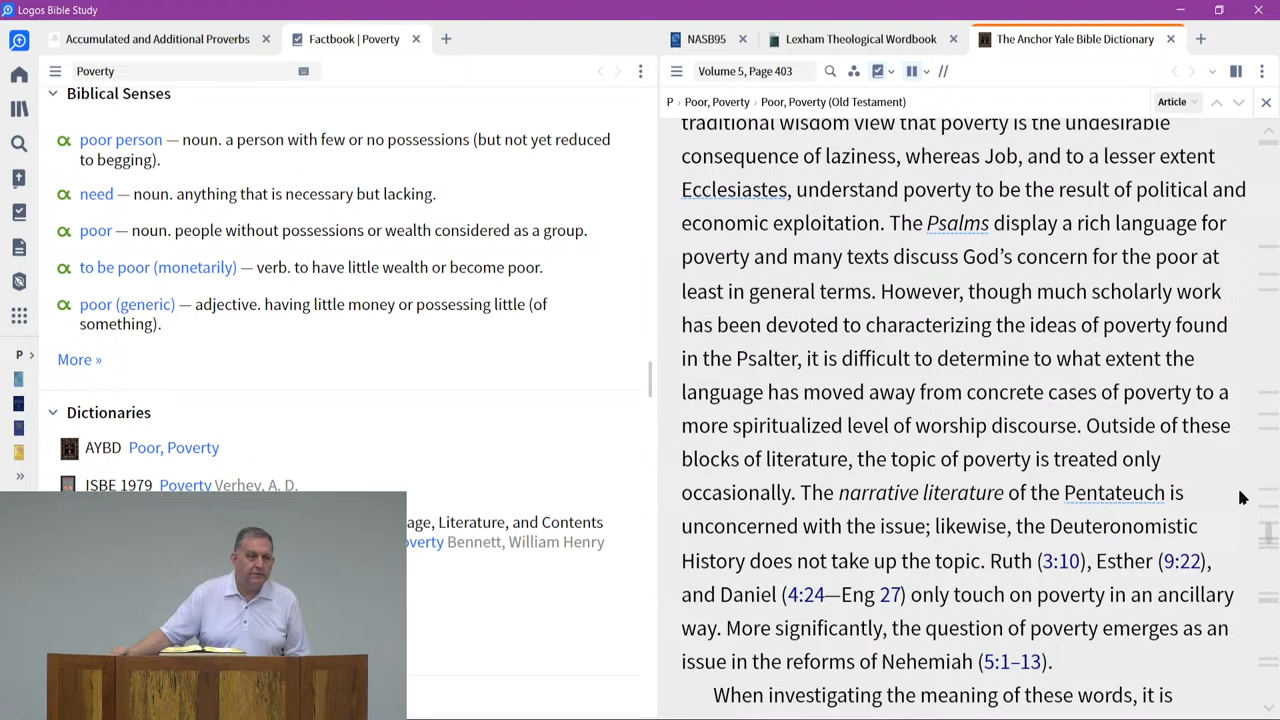 Logos Bible Study
Accumulated and Additional Proverbs
Factbook | Poverty
NASB95
Lexham Theological Wordbook
The Anchor Yale Bible Dictionary
Poverty
Volume 5, Page 403
P › Poor, Poverty › Poor, Poverty (Old Testament)
Article
Biblical Senses
poor person — noun. a person with few or no possessions (but not yet reduced
to begging).
need — noun. anything that is necessary but lacking.
poor — noun. people without possessions or wealth considered as a group.
to be poor (monetarily) — verb. to have little wealth or become poor.
poor (generic) — adjective. having little money or possessing little (of
something).
More »
Dictionaries
AYBD Poor, Poverty
ISBE 1979 Poverty Verhey, A. D.
age, Literature, and Contents
overty Bennett, William Henry
P
traditional wisdom view that poverty is the undesirable
consequence of laziness, whereas Job, and to a lesser extent
Ecclesiastes, understand poverty to be the result of political and
economic exploitation. The Psalms display a rich language for
poverty and many texts discuss God’s concern for the poor at
least in general terms. However, though much scholarly work
has been devoted to characterizing the ideas of poverty found
in the Psalter, it is difficult to determine to what extent the
language has moved away from concrete cases of poverty to a
more spiritualized level of worship discourse. Outside of these
blocks of literature, the topic of poverty is treated only
occasionally. The narrative literature of the Pentateuch is
unconcerned with the issue; likewise, the Deuteronomistic
History does not take up the topic. Ruth (3:10), Esther (9:22),
and Daniel (4:24—Eng 27) only touch on poverty in an ancillary
way. More significantly, the question of poverty emerges as an
issue in the reforms of Nehemiah (5:1–13).
When investigating the meaning of these words, it is